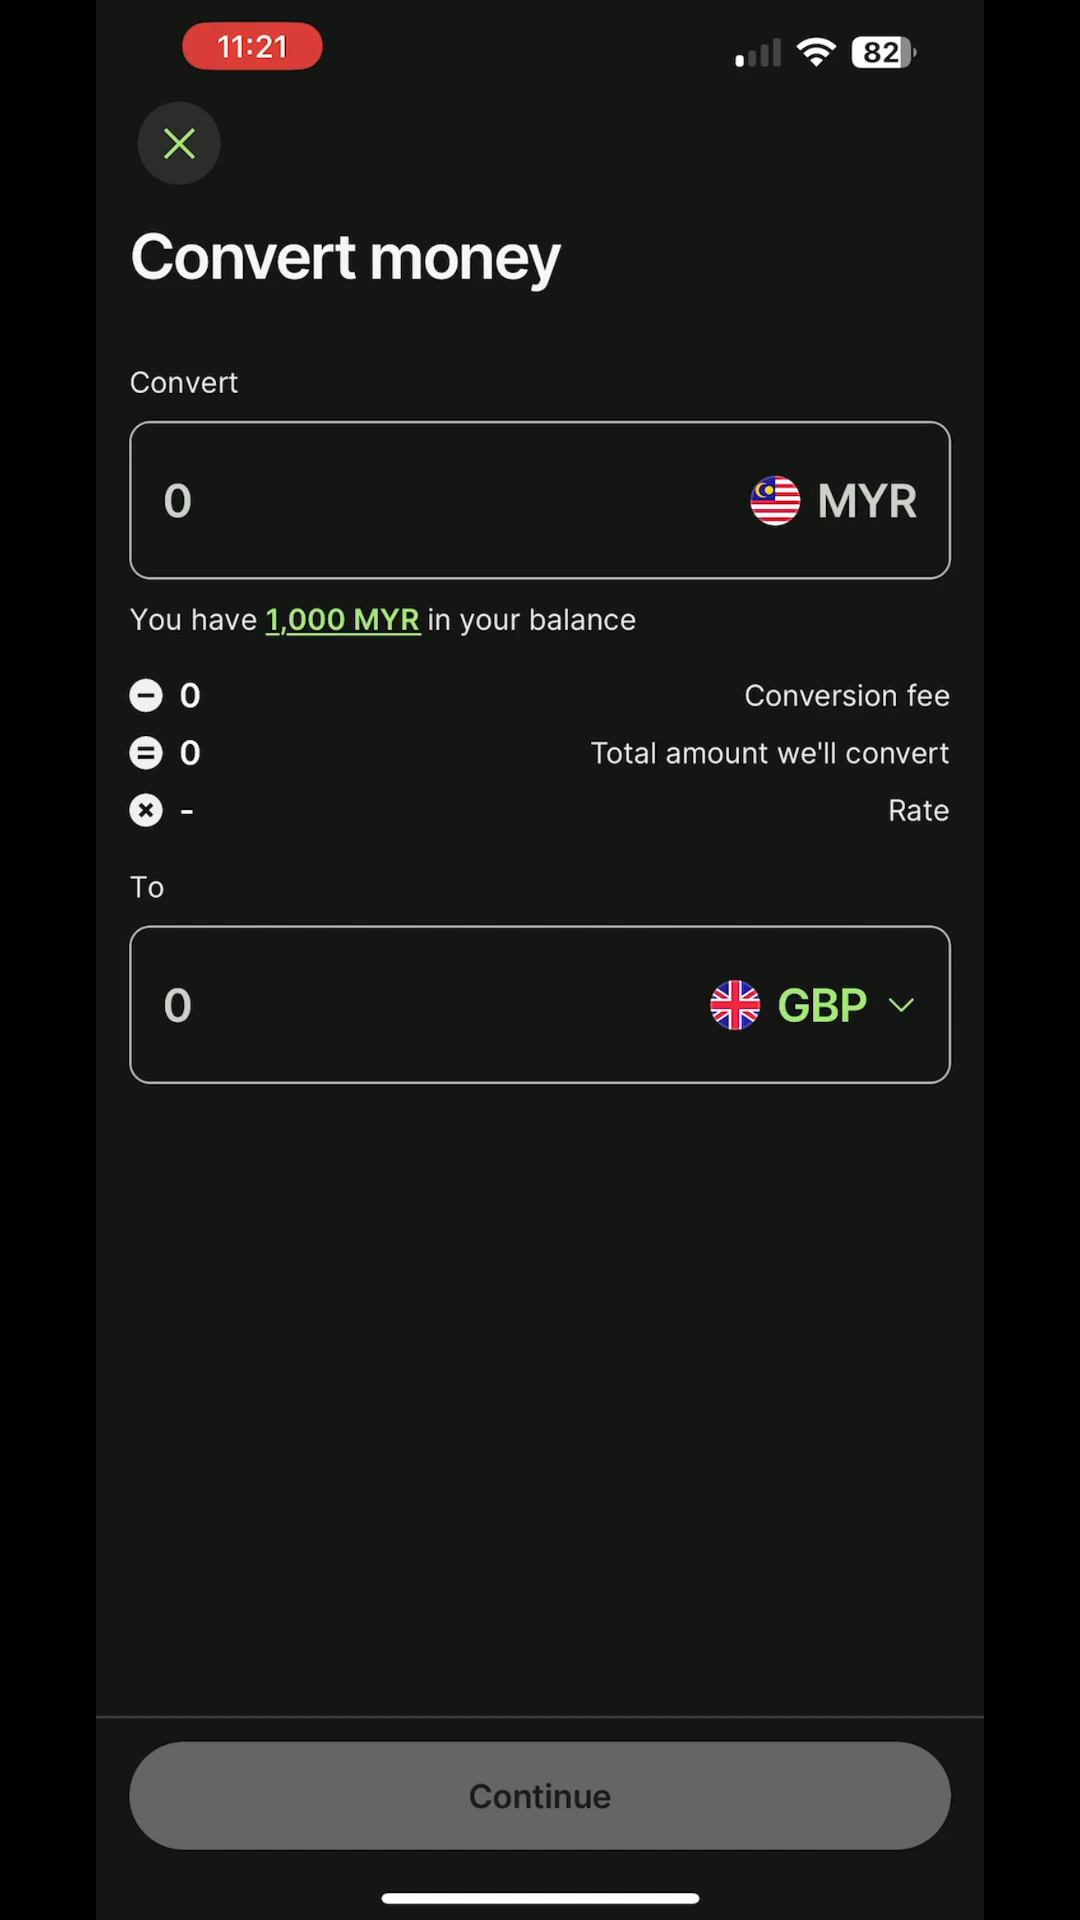 11:21
82
Convert money
Convert
0 MYR
You have 1,000 MYR in your balance
0 Conversion fee
0 Total amount we'll convert
- Rate
To
0 GBP
Continue